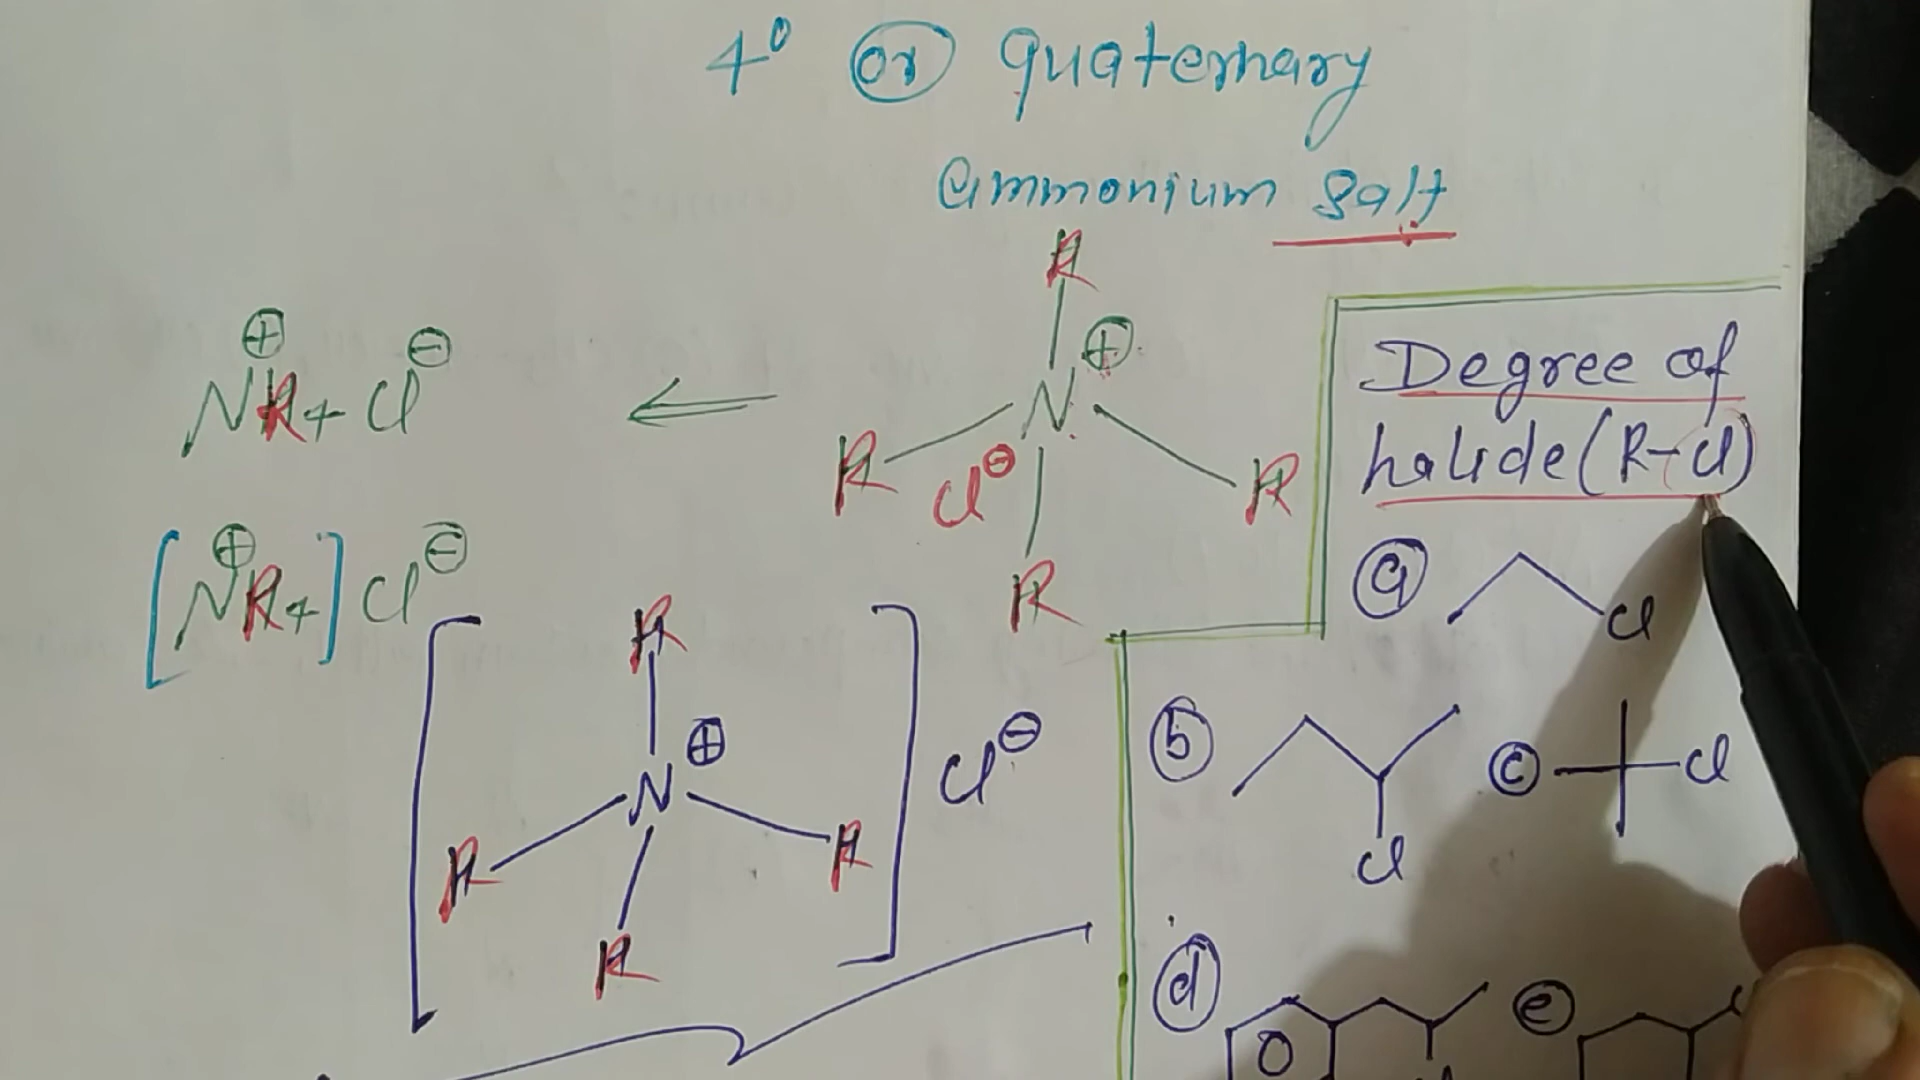 4° or quaternary
ammonium salt
R
⊕
R N R
Cl⊖
R
⊕
NR4 Cl⊖
[⊕
NR4] Cl⊖
R
N⊕
R R
R
Cl⊖
Degree of
halide (R-Cl)
a Cl
b Cl
c Cl
d
e